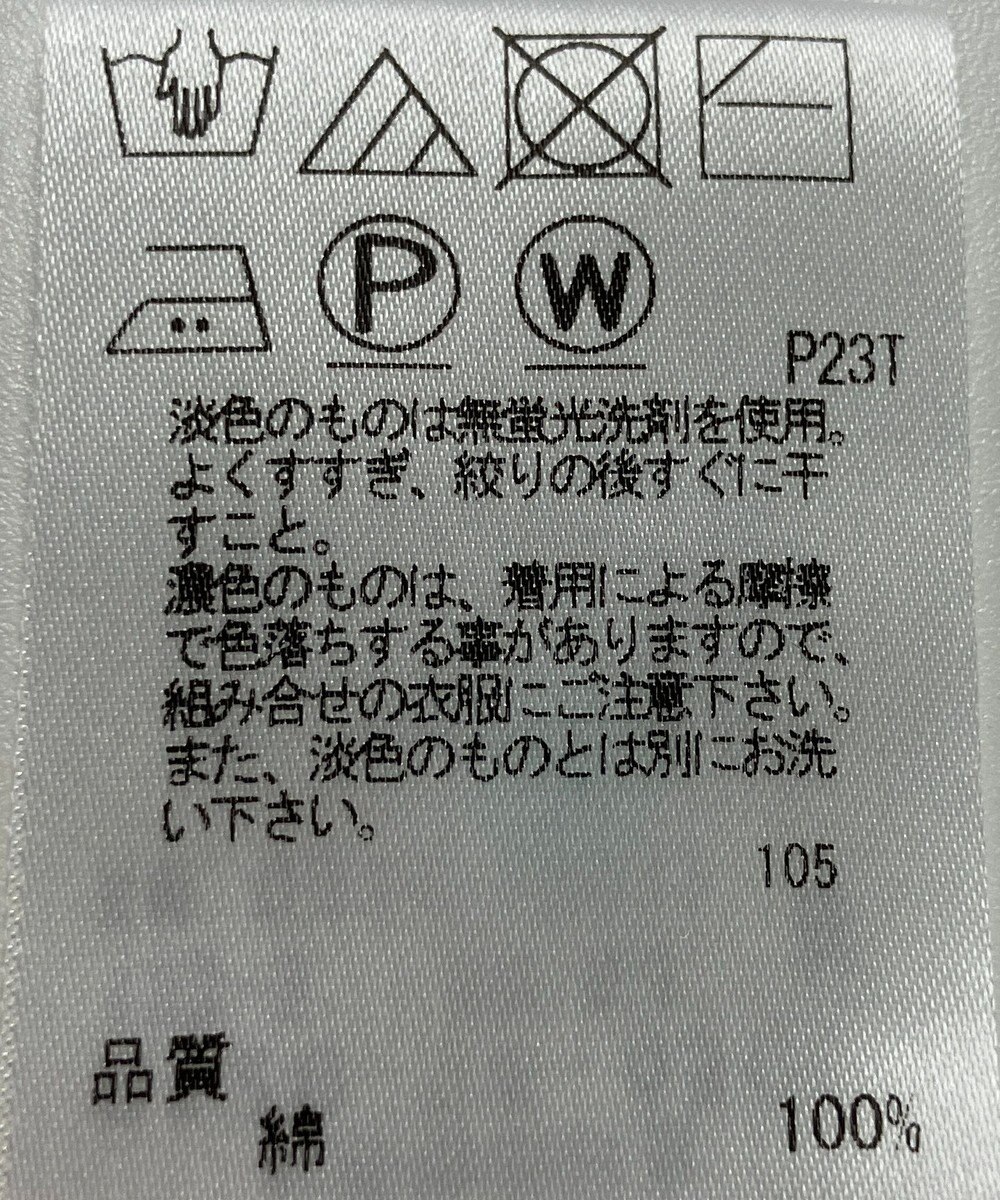 P
W
P23T
淡色のものは無蛍光洗剤を使用。
よくすすぎ、絞りの後すぐに干
すこと。
濃色のものは、着用による摩擦
で色落ちする事がありますので、
組み合せの衣服にご注意下さい。
また、淡色のものとは別にお洗
い下さい。
105
品質
綿 100%